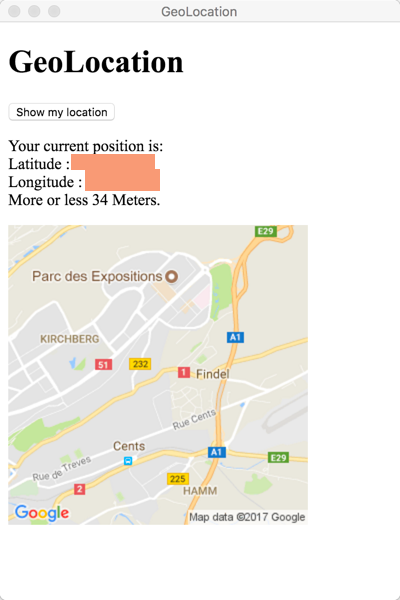 GeoLocation
GeoLocation
Show my location
Your current position is:
Latitude :
Longitude :
More or less 34 Meters.
E29
Parc des Expositions
KIRCHBERG
A1
51
232
1
Findel
Rue Cents
Cents
A1
E29
Rue de Treves
225
2
HAMM
Google
Map data ©2017 Google